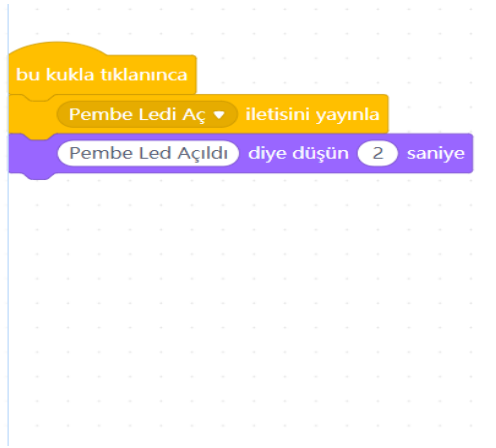 bu kukla tıklanınca
Pembe Ledi Aç iletisini yayınla
Pembe Led Açıldı diye düşün 2 saniye